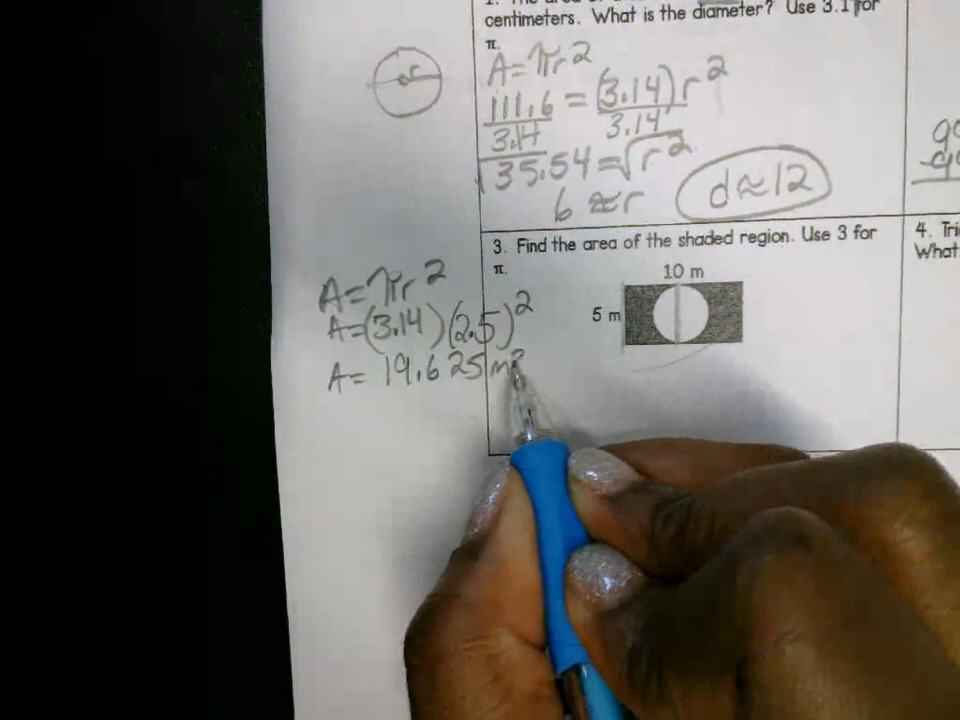 centimeters. What is the diameter? Use 3.1 for
π.
A=πr²
111.6 = (3.14)r²
3.14 3.14
√35.54=√r²
6 ≈r
d≈12
r
3. Find the area of the shaded region. Use 3 for
π.
10 m
5 m
A=πr²
A=(3.14)(2.5)²
A= 19.625m²
4. Tri
What